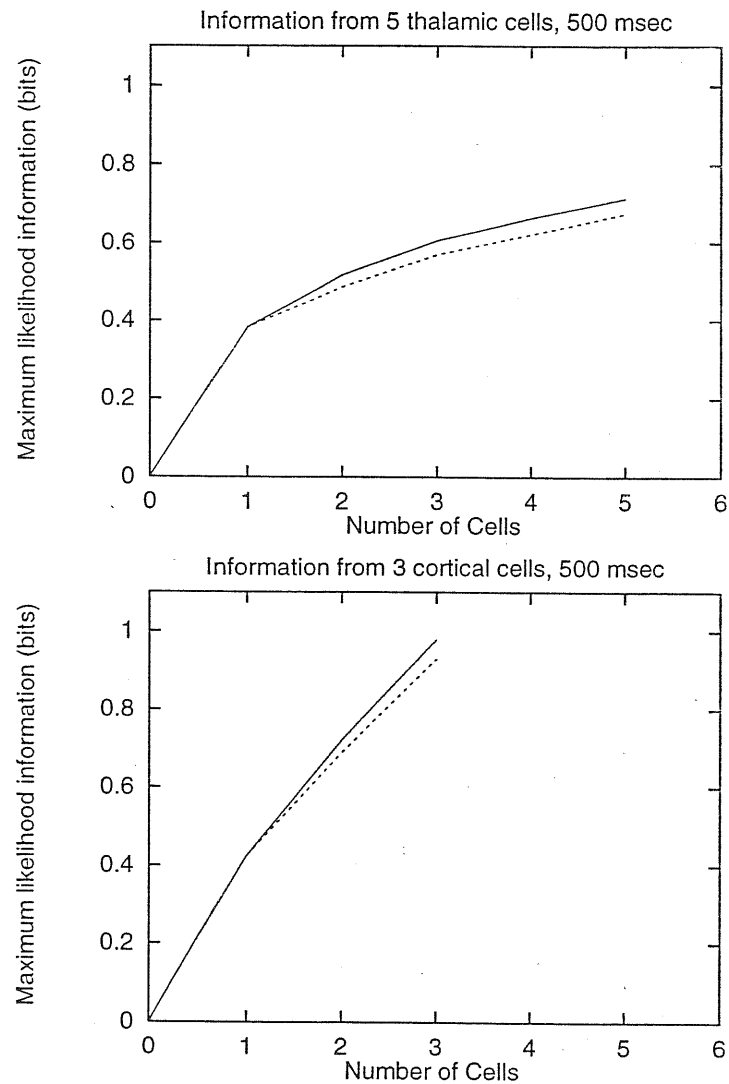 Information from 5 thalamic cells, 500 msec
Maximum likelihood information (bits)
1
0.8
0.6
0.4
0.2
0
0 1 2 3 4 5 6
Number of Cells
Information from 3 cortical cells, 500 msec
Maximum likelihood information (bits)
1
0.8
0.6
0.4
0.2
0
0 1 2 3 4 5 6
Number of Cells